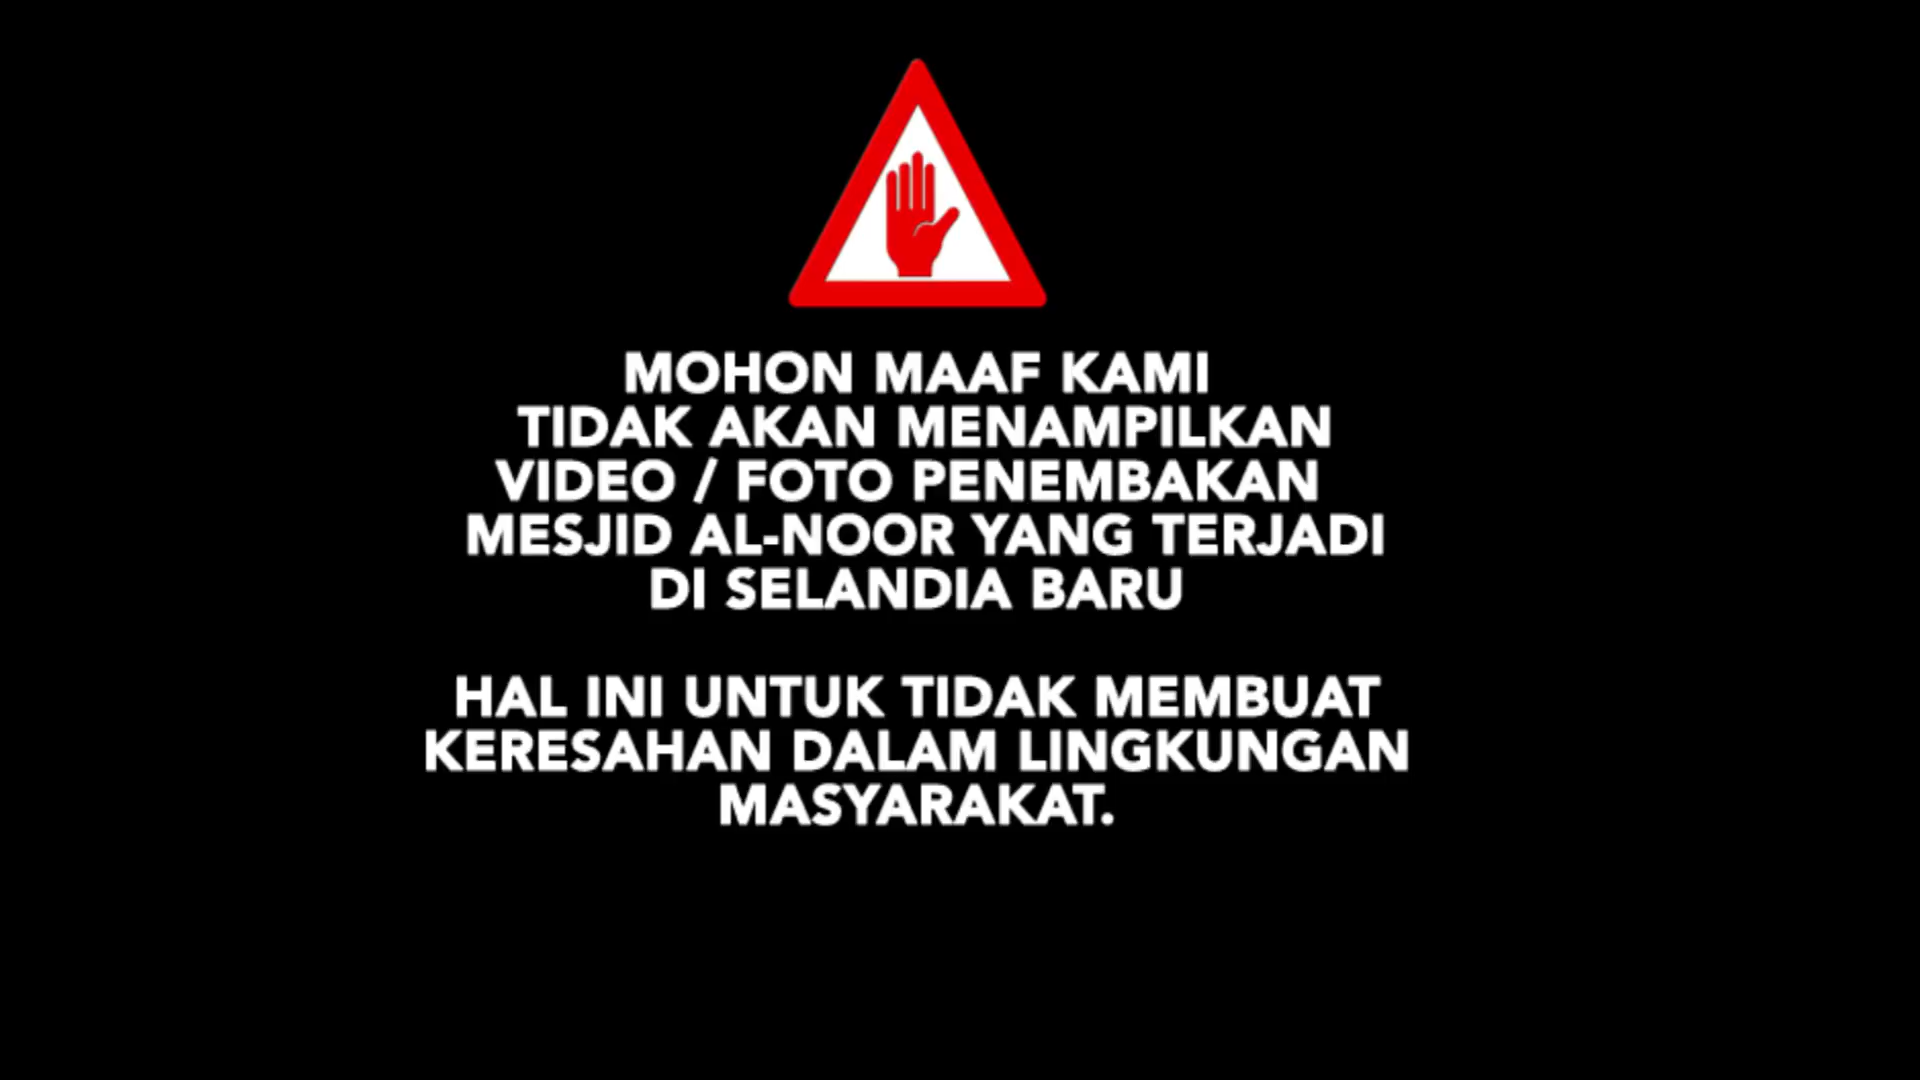 MOHON MAAF KAMI
TIDAK AKAN MENAMPILKAN
VIDEO / FOTO PENEMBAKAN
MESJID AL-NOOR YANG TERJADI
DI SELANDIA BARU
HAL INI UNTUK TIDAK MEMBUAT
KERESAHAN DALAM LINGKUNGAN
MASYARAKAT.